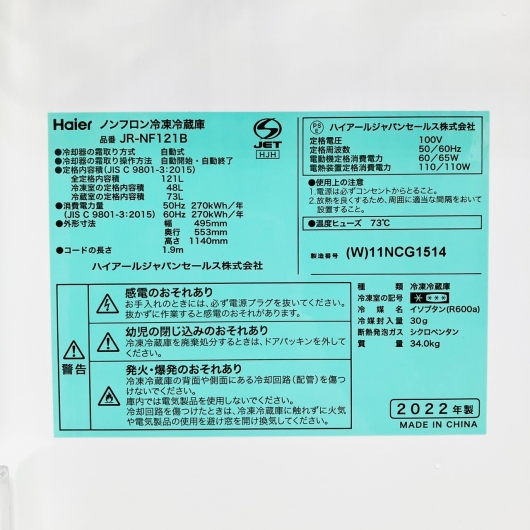 Haier ノンフロン冷凍冷蔵庫
品番 JR-NF121B
●冷却器の霜取り方式 自動式
●冷却器の霜取り操作方法 自動開始・自動終了
●定格内容積(JIS C 9801-3:2015)
全定格内容積 121L
冷凍室の定格内容積 48L
冷蔵室の定格内容積 73L
●消費電力量 50Hz 270kWh/年
(JIS C 9801-3:2015) 60Hz 270kWh/年
●外形寸法 幅 495mm
奥行 553mm
高さ 1140mm
●コードの長さ 1.9m
ハイアールジャパンセールス株式会社
JET
HJH
PS
E
ハイアールジャパンセールス株式会社
定格電圧 100V
定格周波数 50/60Hz
電動機定格消費電力 60/65W
電熱装置定格消費電力 110/110W
●使用上の注意
1.電源は必ずコンセントからとること。
2.放熱を良くするため、周囲に適当な間隔をおいて
設置すること。
●温度ヒューズ 73℃
製造番号 (W)11NCG1514
警告
感電のおそれあり
お手入れのときには、必ず電源プラグを抜いてください。
抜かずに作業すると感電することがあります。
幼児の閉じ込みのおそれあり
冷凍冷蔵庫を廃棄処分するときは、ドアパッキンを外して
ください。
発火・爆発のおそれあり
冷凍冷蔵庫の背面や側面にある冷却回路(配管)を傷つ
けないでください。
庫内では電気製品を使用しないでください。
冷却回路を傷つけたときは、冷凍冷蔵庫に触れずに火気
や電気製品の使用を避け窓を開け換気してください。
種類 冷凍冷蔵庫
冷凍室の記号 * ***
冷媒 イソブタン(R600a)
冷媒封入量 30g
断熱発泡ガス シクロペンタン
質量 34.0kg
2022年製
MADE IN CHINA